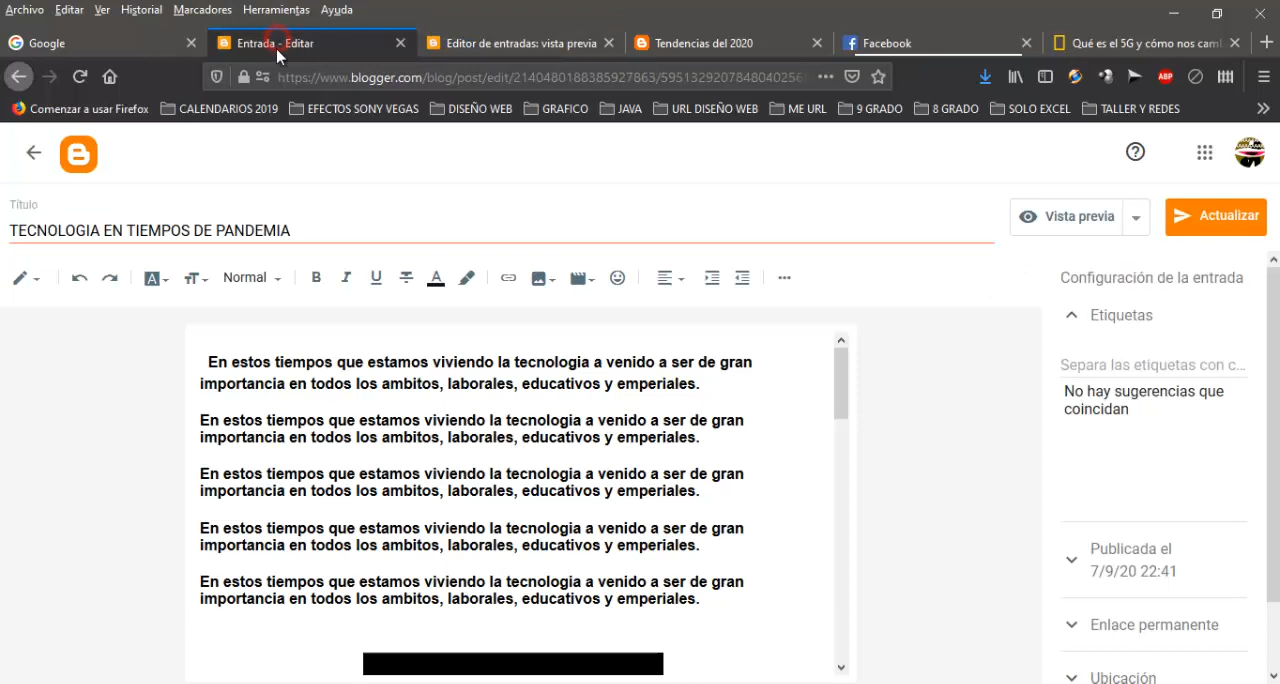 Archivo Editar Ver Historial Marcadores Herramientas Ayuda
Google Entrada - Editar Editor de entradas: vista previa Tendencias del 2020 Facebook Qué es el 5G y cómo nos cam
https://www.blogger.com/blog/post/edit/2140480188385927863/595132920784804025 ABP
Comenzar a usar Firefox CALENDARIOS 2019 EFECTOS SONY VEGAS DISEÑO WEB GRAFICO JAVA URL DISEÑO WEB ME URL 9 GRADO 8 GRADO SOLO EXCEL TALLER Y REDES
Título
TECNOLOGIA EN TIEMPOS DE PANDEMIA
Vista previa Actualizar
Normal
Configuración de la entrada
Etiquetas
Separa las etiquetas con c...
No hay sugerencias que
coincidan
Publicada el
7/9/20 22:41
Enlace permanente
Ubicación
En estos tiempos que estamos viviendo la tecnologia a venido a ser de gran
importancia en todos los ambitos, laborales, educativos y emperiales.
En estos tiempos que estamos viviendo la tecnologia a venido a ser de gran
importancia en todos los ambitos, laborales, educativos y emperiales.
En estos tiempos que estamos viviendo la tecnologia a venido a ser de gran
importancia en todos los ambitos, laborales, educativos y emperiales.
En estos tiempos que estamos viviendo la tecnologia a venido a ser de gran
importancia en todos los ambitos, laborales, educativos y emperiales.
En estos tiempos que estamos viviendo la tecnologia a venido a ser de gran
importancia en todos los ambitos, laborales, educativos y emperiales.